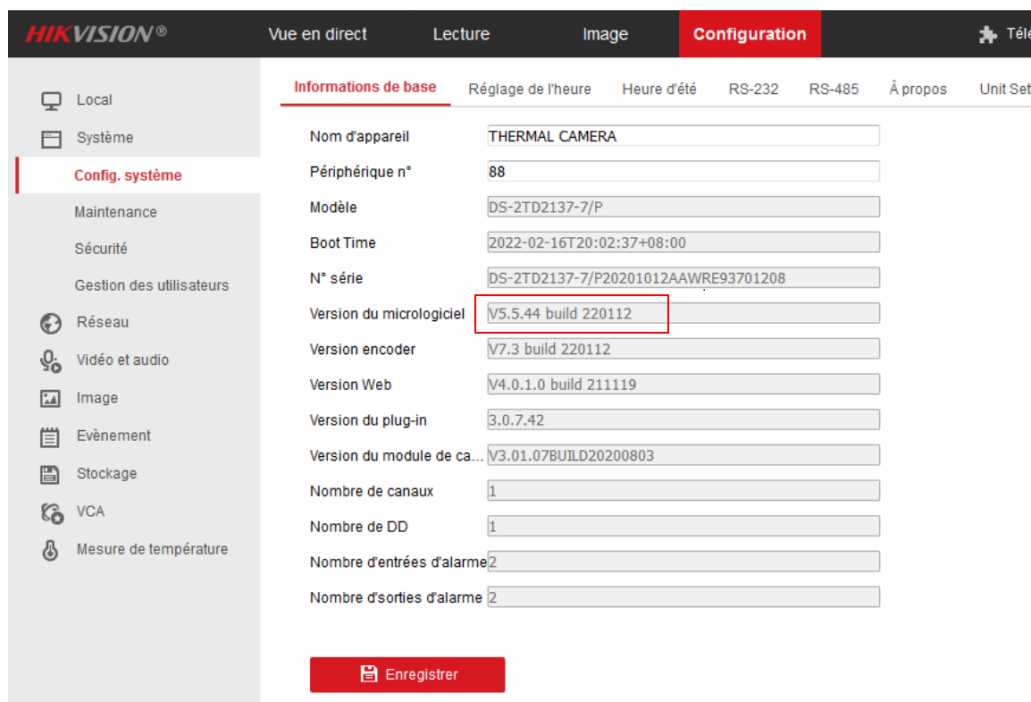 HIKVISION®
Vue en direct Lecture Image Configuration Télé
Informations de base Réglage de l'heure Heure d'été RS-232 RS-485 À propos Unit Set
Local
Système
Config. système
Maintenance
Sécurité
Gestion des utilisateurs
Réseau
Vidéo et audio
Image
Evènement
Stockage
VCA
Mesure de température
Nom d'appareil THERMAL CAMERA
Périphérique n° 88
Modèle DS-2TD2137-7/P
Boot Time 2022-02-16T20:02:37+08:00
N° série DS-2TD2137-7/P20201012AAWRE93701208
Version du micrologiciel V5.5.44 build 220112
Version encoder V7.3 build 220112
Version Web V4.0.1.0 build 211119
Version du plug-in 3.0.7.42
Version du module de ca... V3.01.07BUILD20200803
Nombre de canaux 1
Nombre de DD 1
Nombre d'entrées d'alarme 2
Nombre d'sorties d'alarme 2
Enregistrer